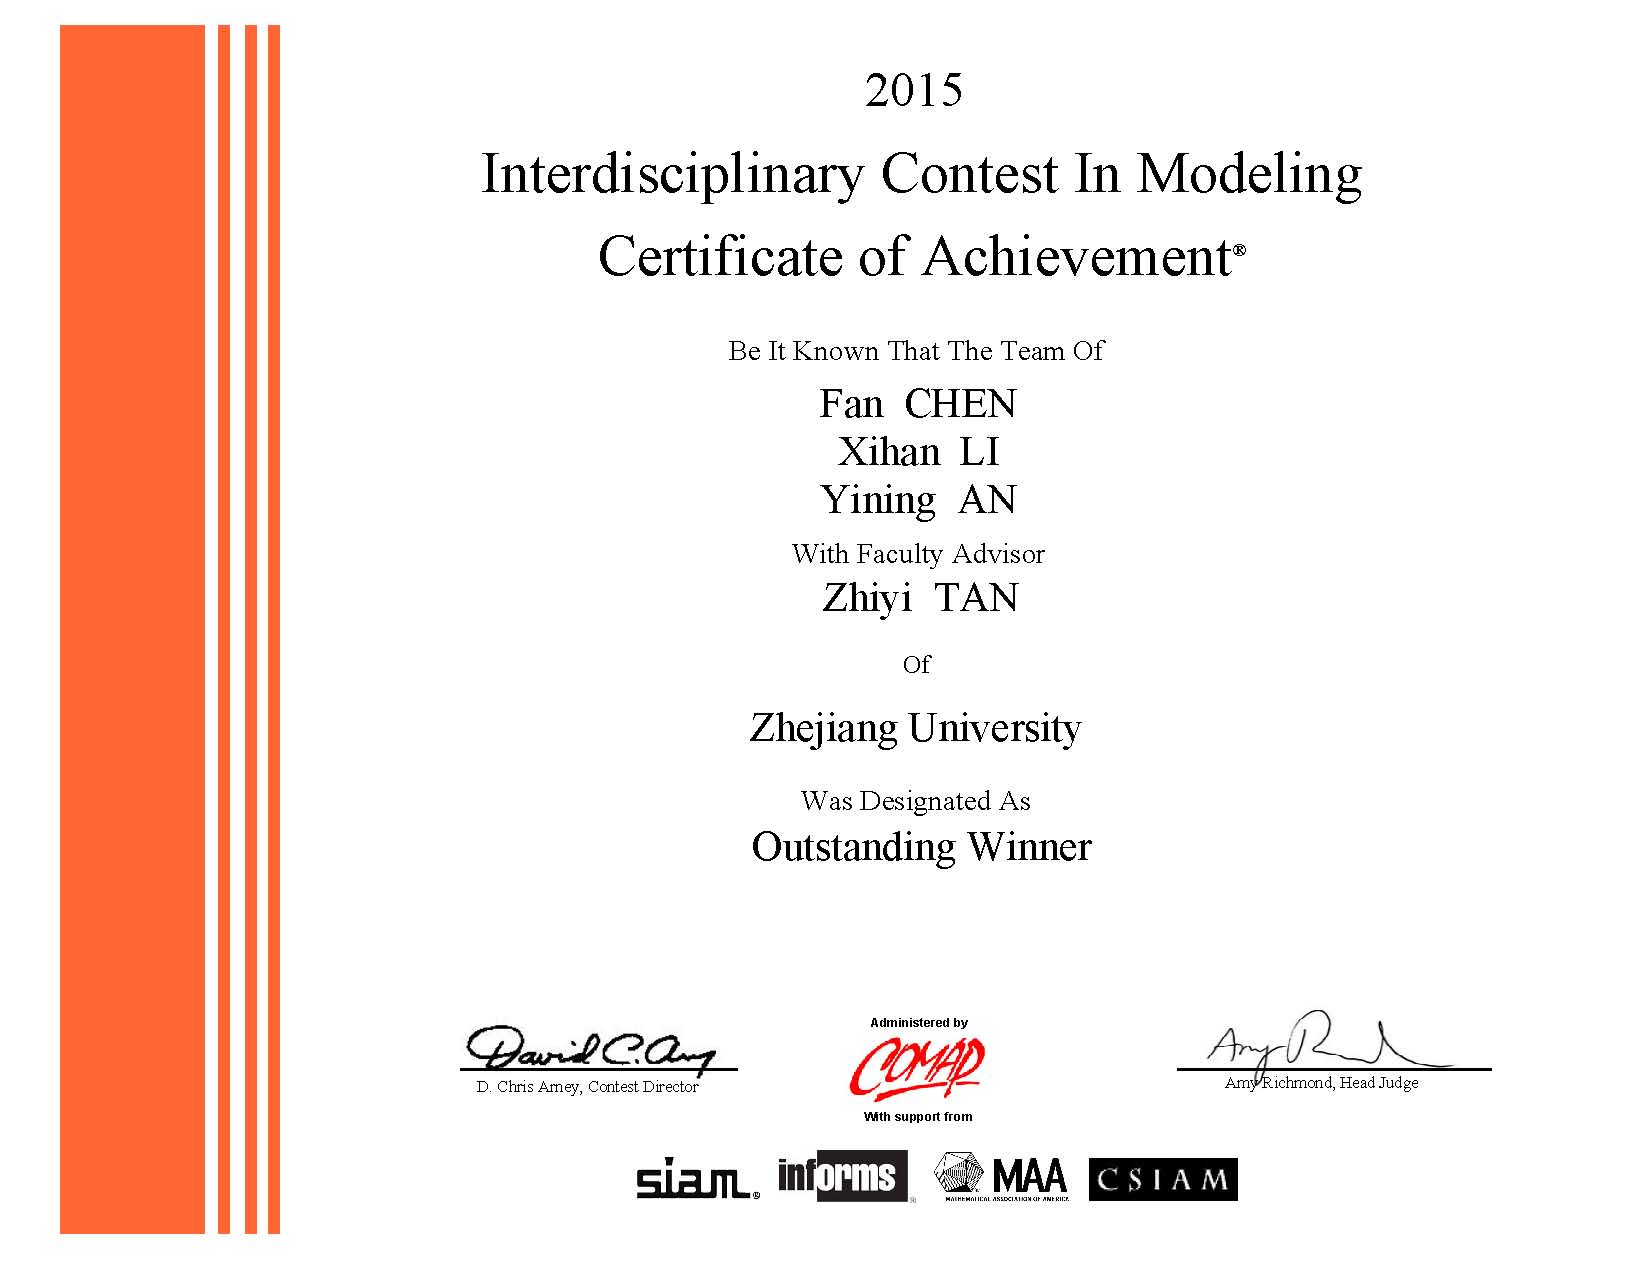 2015
Interdisciplinary Contest In Modeling
Certificate of Achievement®
Be It Known That The Team Of
Fan CHEN
Xihan LI
Yining AN
With Faculty Advisor
Zhiyi TAN
Of
Zhejiang University
Was Designated As
Outstanding Winner
David C. Arney
D. Chris Arney, Contest Director
Administered by
COMAP
With support from
Amy Richmond, Head Judge
siam®
informs®
MAA
MATHEMATICAL ASSOCIATION OF AMERICA
CSIAM